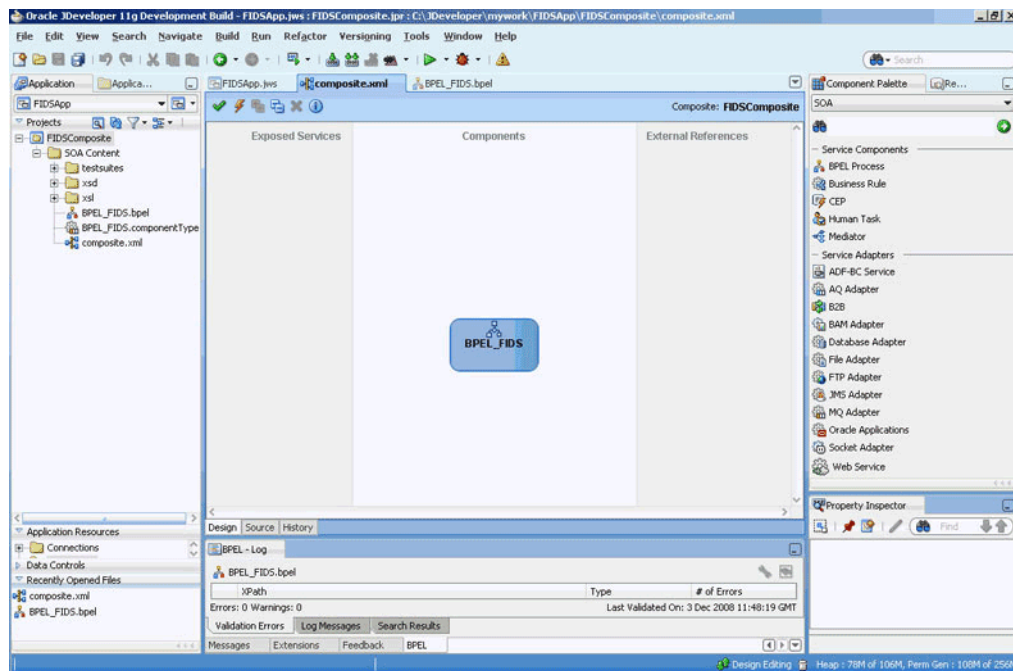 Oracle JDeveloper 11g Development Build - FIDSApp.jws : FIDSComposite.jpr : C:\JDeveloper\mywork\FIDSApp\FIDSComposite\composite.xml
File Edit View Search Navigate Build Run Refactor Versigning Tools Window Help
Search
Application Applica...
FIDSApp
Projects
FIDSComposite
SOA Content
testsuites
xsd
xsl
BPEL_FIDS.bpel
BPEL_FIDS.componentType
composite.xml
Application Resources
Connections
Data Controls
Recently Opened Files
composite.xml
BPEL_FIDS.bpel
FIDSApp.jws composite.xml BPEL_FIDS.bpel
Composite: FIDSComposite
Exposed Services Components External References
BPEL_FIDS
Design Source History
BPEL - Log
BPEL_FIDS.bpel
XPath Type # of Errors
Errors: 0 Warnings: 0 Last Validated On: 3 Dec 2008 11:48:19 GMT
Validation Errors Log Messages Search Results
Messages Extensions Feedback BPEL
Component Palette Re...
SOA
Service Components
BPEL Process
Business Rule
CEP
Human Task
Mediator
Service Adapters
ADF-BC Service
AQ Adapter
B2B
BAM Adapter
Database Adapter
File Adapter
FTP Adapter
JMS Adapter
MQ Adapter
Oracle Applications
Socket Adapter
Web Service
Property Inspector
Find
Design Editing Heap : 78M of 106M, Perm Gen : 108M of 256M